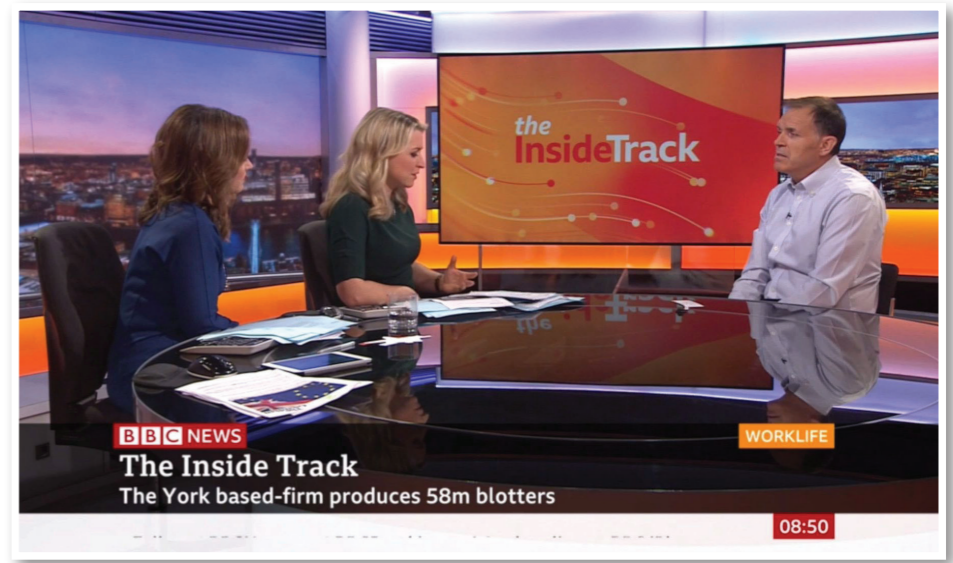 the
InsideTrack
BBC NEWS
WORKLIFE
The Inside Track
The York based-firm produces 58m blotters
08:50